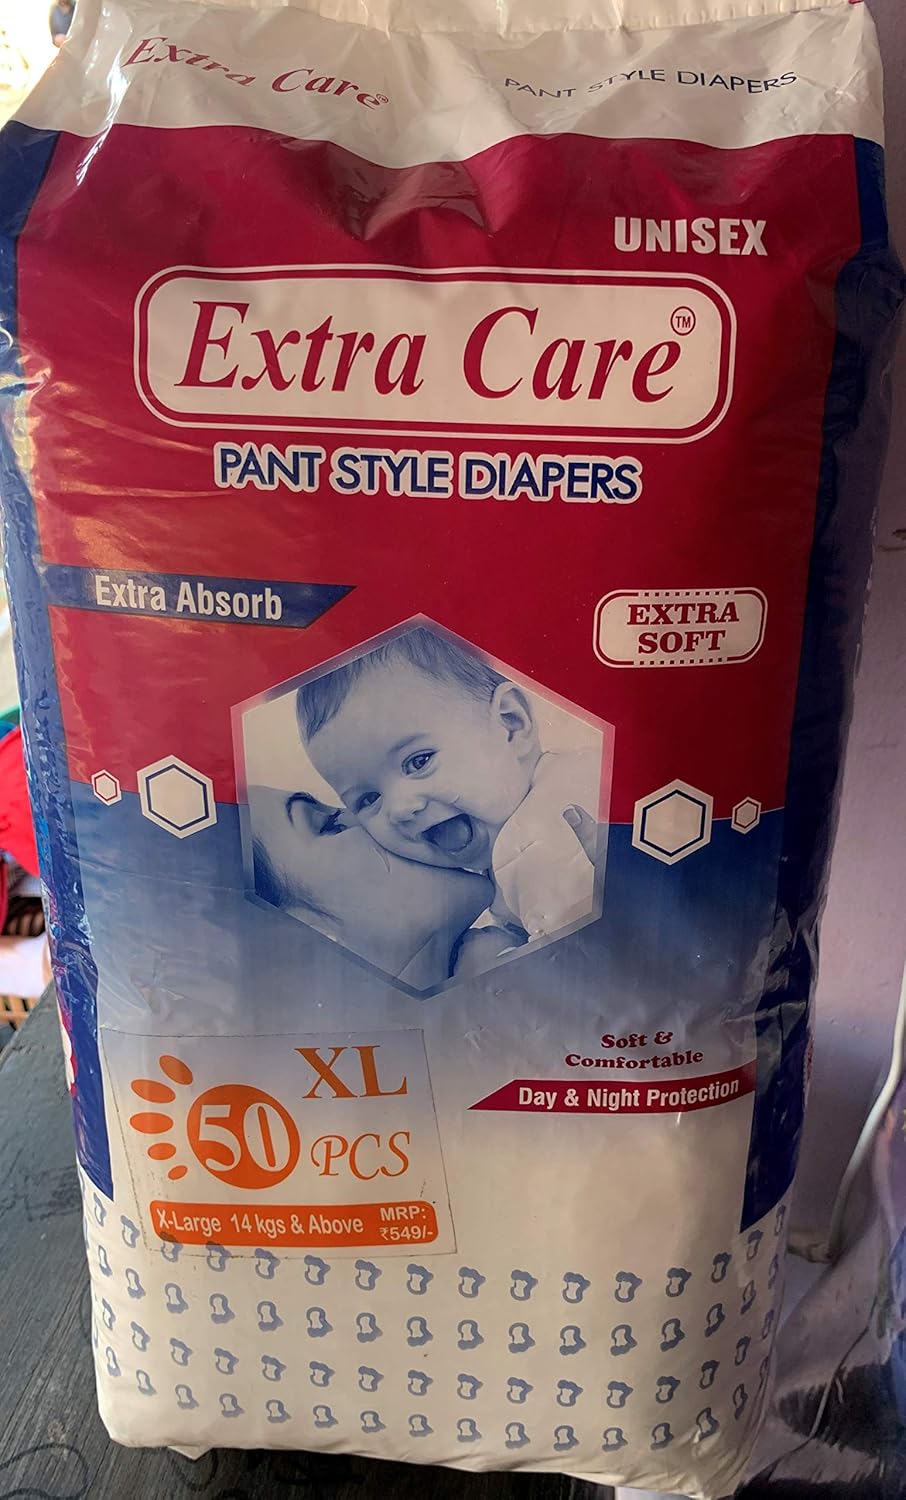 Extra Care®
PANT STYLE DIAPERS
UNISEX
Extra Care™
PANT STYLE DIAPERS
Extra Absorb
EXTRA
SOFT
Soft &
Comfortable
Day & Night Protection
XL
50
PCS
X-Large 14 kgs & Above
MRP:
₹549/-